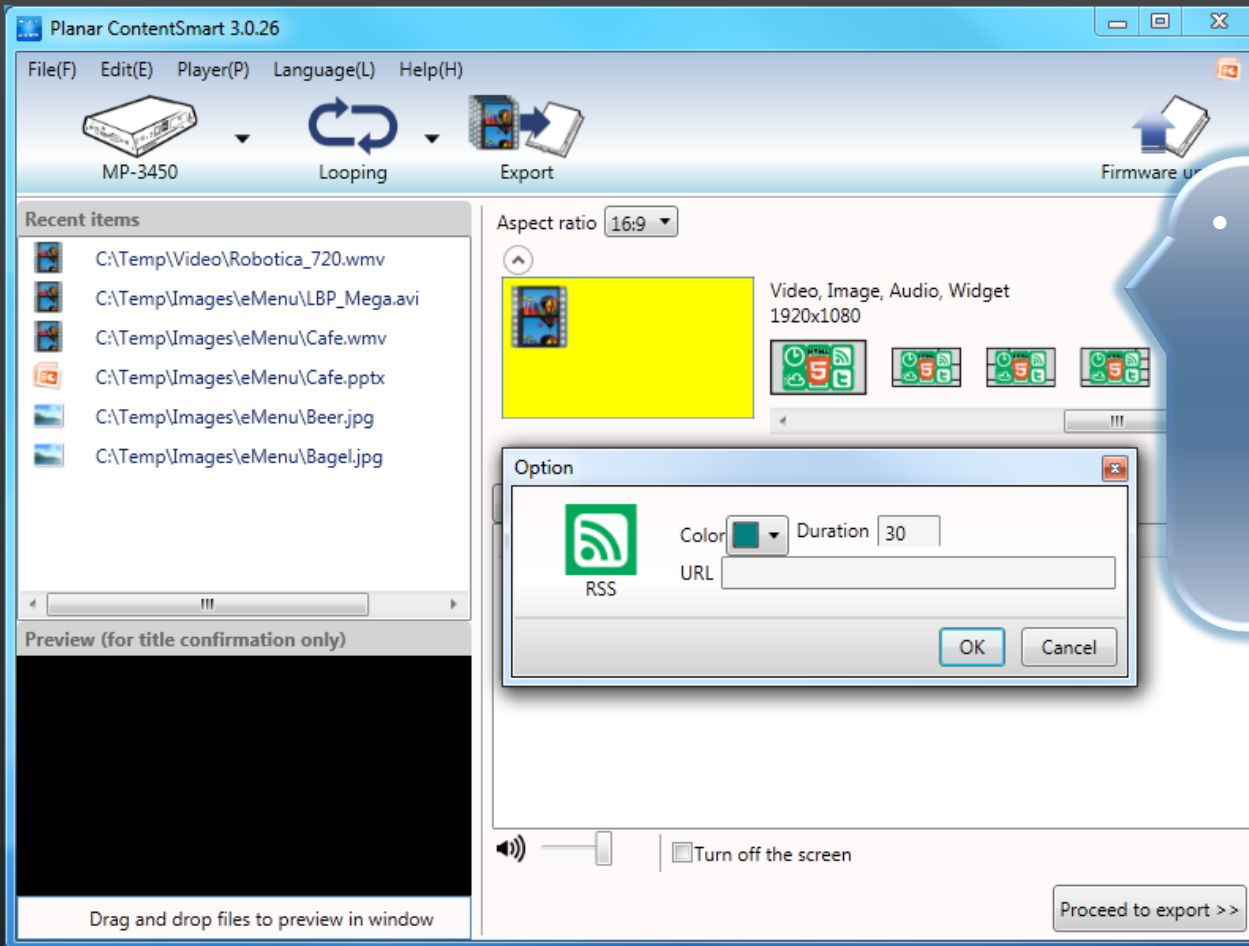 Planar ContentSmart 3.0.26
File(F) Edit(E) Player(P) Language(L) Help(H)
MP-3450
Looping
Export
Firmware
Recent items
C:\Temp\Video\Robotica_720.wmv
C:\Temp\Images\eMenu\LBP_Mega.avi
C:\Temp\Images\eMenu\Cafe.wmv
C:\Temp\Images\eMenu\Cafe.pptx
C:\Temp\Images\eMenu\Beer.jpg
C:\Temp\Images\eMenu\Bagel.jpg
Preview (for title confirmation only)
Drag and drop files to preview in window
Aspect ratio 16:9
Video, Image, Audio, Widget
1920x1080
Option
RSS
Color Duration 30
URL
OK Cancel
Turn off the screen
Proceed to export >>